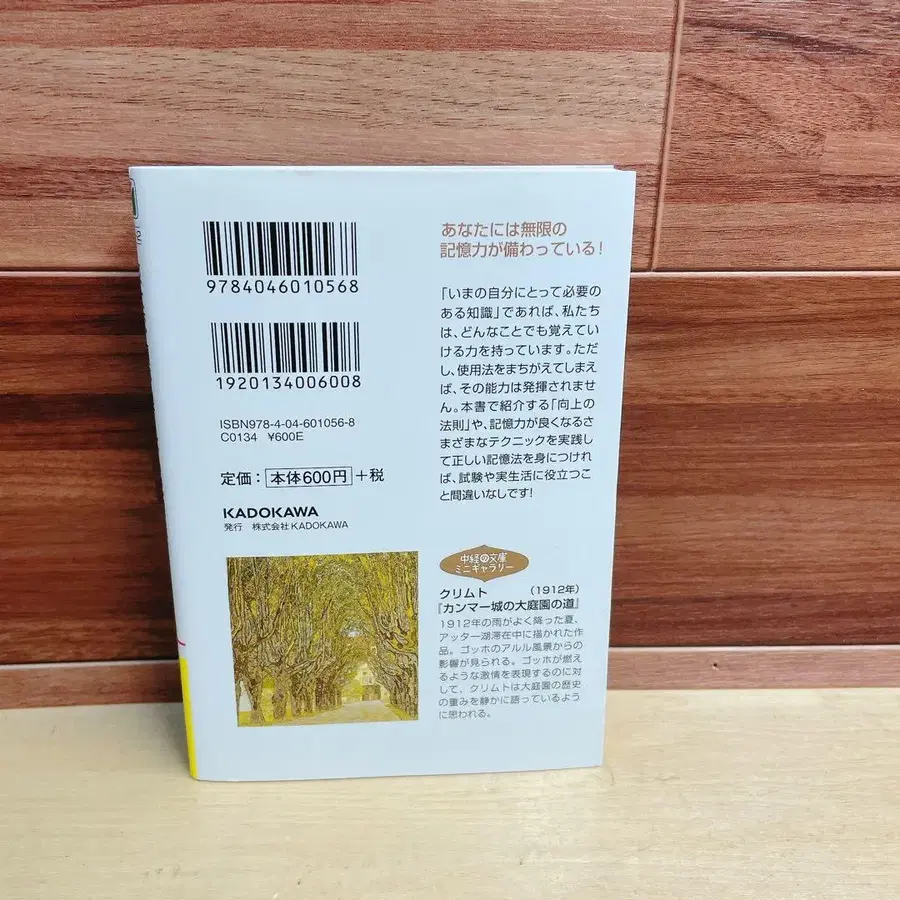 9784046010568
1920134006008
ISBN978-4-04-601056-8
C0134 ¥600E
定価：本体600円＋税
KADOKAWA
発行　株式会社KADOKAWA
あなたには無限の
記憶力が備わっている！
「いまの自分にとって必要の
ある知識」であれば、私たち
は、どんなことでも覚えてい
ける力を持っています。ただ
し、使用法をまちがえてしまえ
ば、その能力は発揮されませ
ん。本書で紹介する「向上の
法則」や、記憶力が良くなるさ
まざまなテクニックを実践し
て正しい記憶法を身につけれ
ば、試験や実生活に役立つこ
と間違いなしです！
中経の文庫
ミニギャラリー
クリムト　（1912年）
『カンマー城の大庭園の道』
1912年の雨がよく降った夏、
アッター湖滞在中に描かれた作
品。ゴッホのアルル風景からの
影響が見られる。ゴッホが燃え
るような激情を表現するのに対
して、クリムトは大庭園の歴史
の重みを静かに語っているよう
に思われる。